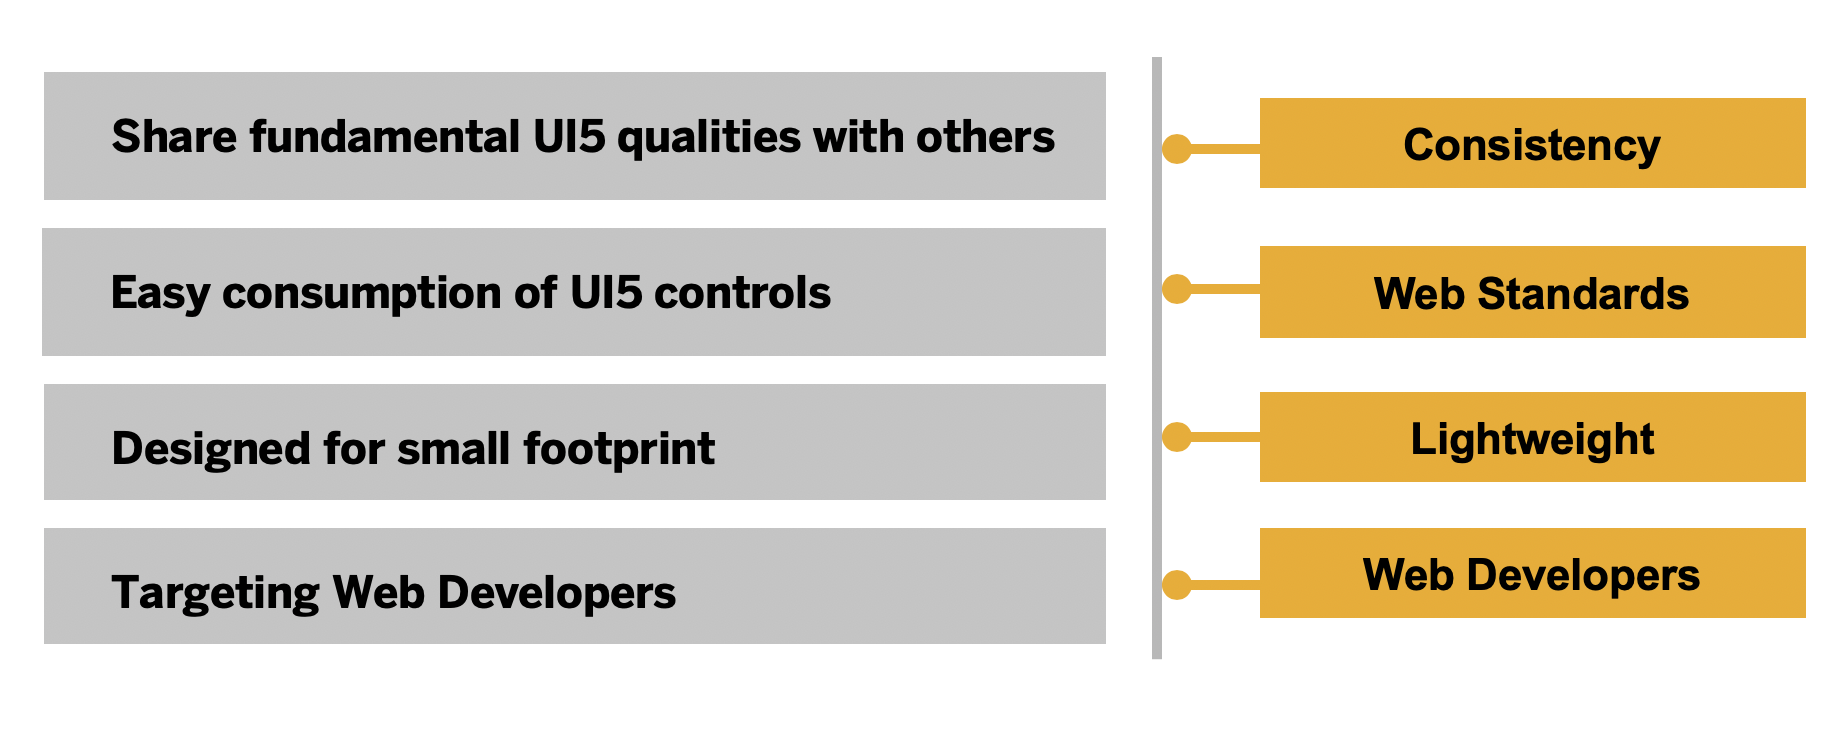 Share fundamental UI5 qualities with others
Consistency
Easy consumption of UI5 controls
Web Standards
Designed for small footprint
Lightweight
Targeting Web Developers
Web Developers